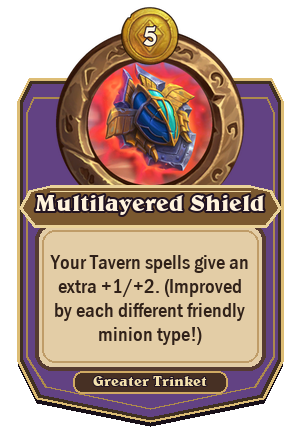 5
Multilayered Shield
Your Tavern spells give an
extra +1/+2. (Improved
by each different friendly
minion type!)
Greater Trinket